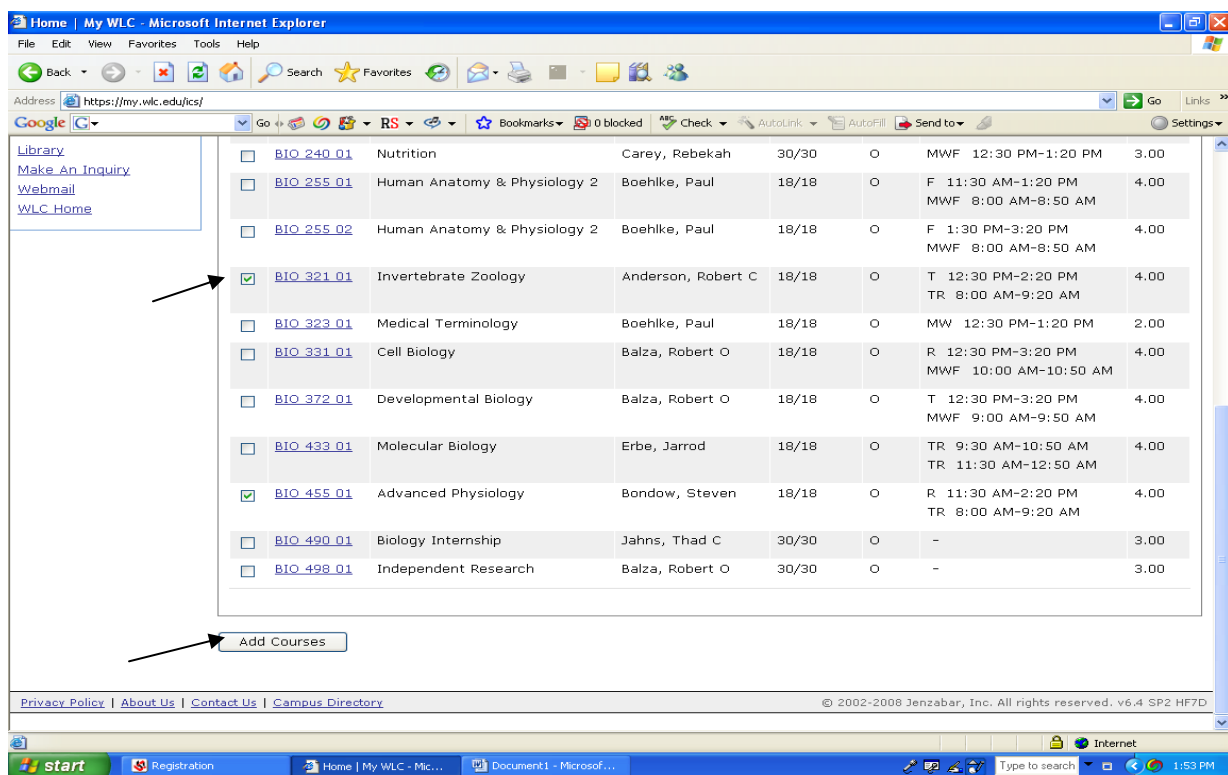 Home | My WLC - Microsoft Internet Explorer
File Edit View Favorites Tools Help
Back Search Favorites
Address https://my.wlc.edu/ics/ Go Links »
Google G Go RS Bookmarks 0 blocked ABC Check AutoLink AutoFill Send to Settings
Library
Make An Inquiry
Webmail
WLC Home
BIO 240 01 Nutrition Carey, Rebekah 30/30 O MWF 12:30 PM-1:20 PM 3.00
BIO 255 01 Human Anatomy & Physiology 2 Boehlke, Paul 18/18 O F 11:30 AM-1:20 PM 4.00
MWF 8:00 AM-8:50 AM
BIO 255 02 Human Anatomy & Physiology 2 Boehlke, Paul 18/18 O F 1:30 PM-3:20 PM 4.00
MWF 8:00 AM-8:50 AM
BIO 321 01 Invertebrate Zoology Anderson, Robert C 18/18 O T 12:30 PM-2:20 PM 4.00
TR 8:00 AM-9:20 AM
BIO 323 01 Medical Terminology Boehlke, Paul 18/18 O MW 12:30 PM-1:20 PM 2.00
BIO 331 01 Cell Biology Balza, Robert O 18/18 O R 12:30 PM-3:20 PM 4.00
MWF 10:00 AM-10:50 AM
BIO 372 01 Developmental Biology Balza, Robert O 18/18 O T 12:30 PM-3:20 PM 4.00
MWF 9:00 AM-9:50 AM
BIO 433 01 Molecular Biology Erbe, Jarrod 18/18 O TR 9:30 AM-10:50 AM 4.00
TR 11:30 AM-12:50 AM
BIO 455 01 Advanced Physiology Bondow, Steven 18/18 O R 11:30 AM-2:20 PM 4.00
TR 8:00 AM-9:20 AM
BIO 490 01 Biology Internship Jahns, Thad C 30/30 O - 3.00
BIO 498 01 Independent Research Balza, Robert O 30/30 O - 3.00
Add Courses
Privacy Policy | About Us | Contact Us | Campus Directory © 2002-2008 Jenzabar, Inc. All rights reserved. v6.4 SP2 HF7D
Internet
start Registration Home | My WLC - Mic... Document1 - Microsof... Type to search 1:53 PM